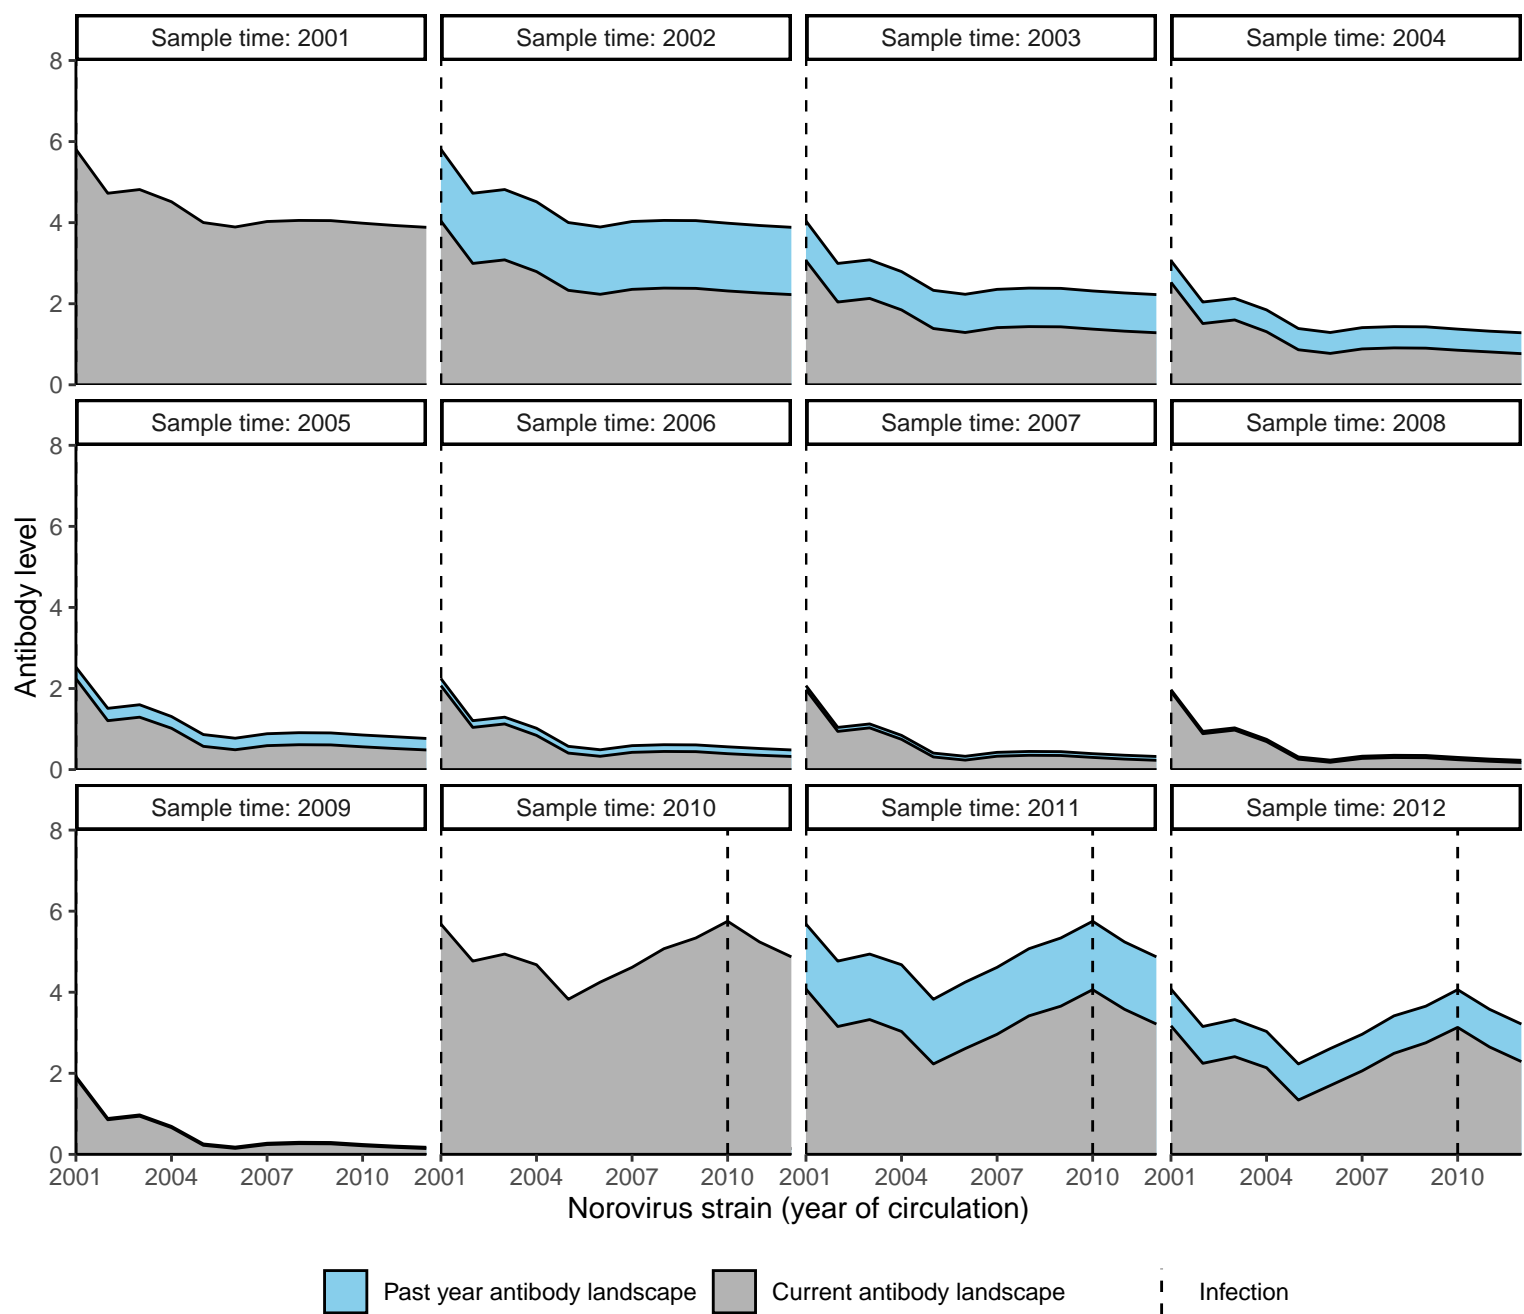 Sample time: 2001 Sample time: 2002 Sample time: 2003 Sample time: 2004
8
6
4
2
0
Sample time: 2005 Sample time: 2006 Sample time: 2007 Sample time: 2008
8
6
4
2
0
Sample time: 2009 Sample time: 2010 Sample time: 2011 Sample time: 2012
8
6
4
2
0
Antibody level
2001 2004 2007 2010 2001 2004 2007 2010 2001 2004 2007 2010 2001 2004 2007 2010
Norovirus strain (year of circulation)
Past year antibody landscape Current antibody landscape Infection